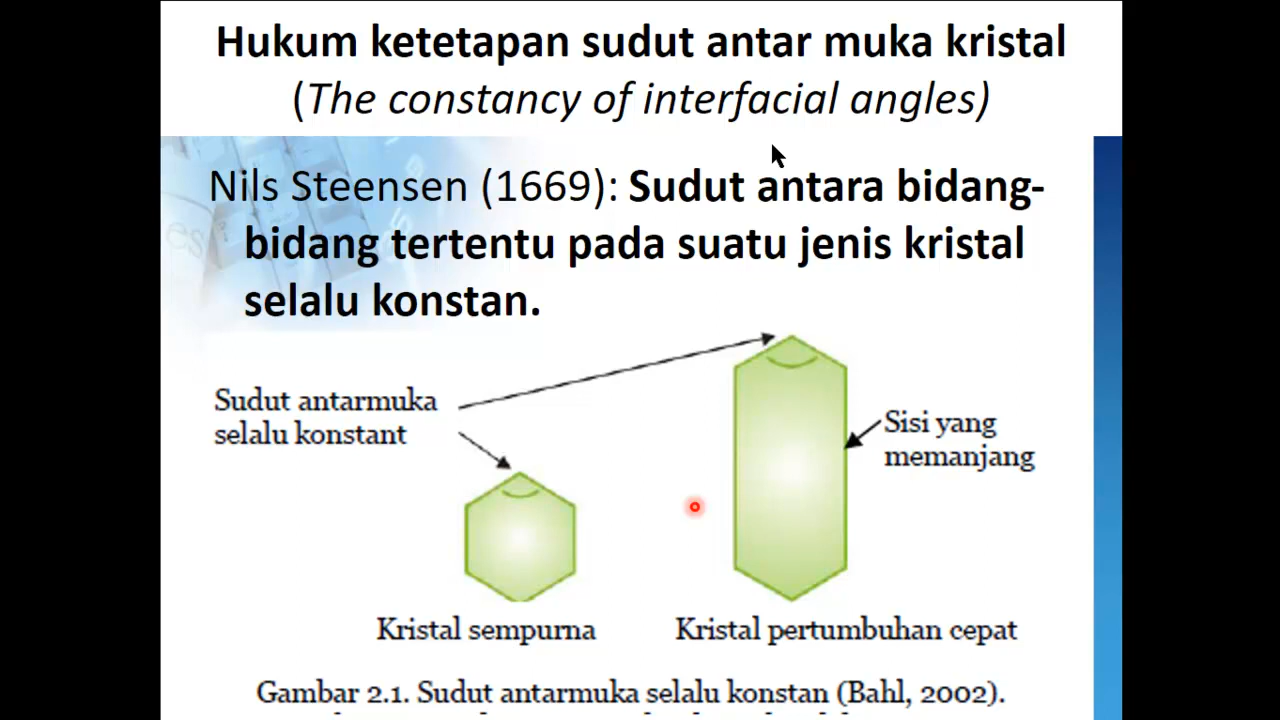 Hukum ketetapan sudut antar muka kristal
(The constancy of interfacial angles)
Nils Steensen (1669): Sudut antara bidang-
bidang tertentu pada suatu jenis kristal
selalu konstan.
Sudut antarmuka
selalu konstant
Sisi yang
memanjang
Kristal sempurna
Kristal pertumbuhan cepat
Gambar 2.1. Sudut antarmuka selalu konstan (Bahl, 2002).